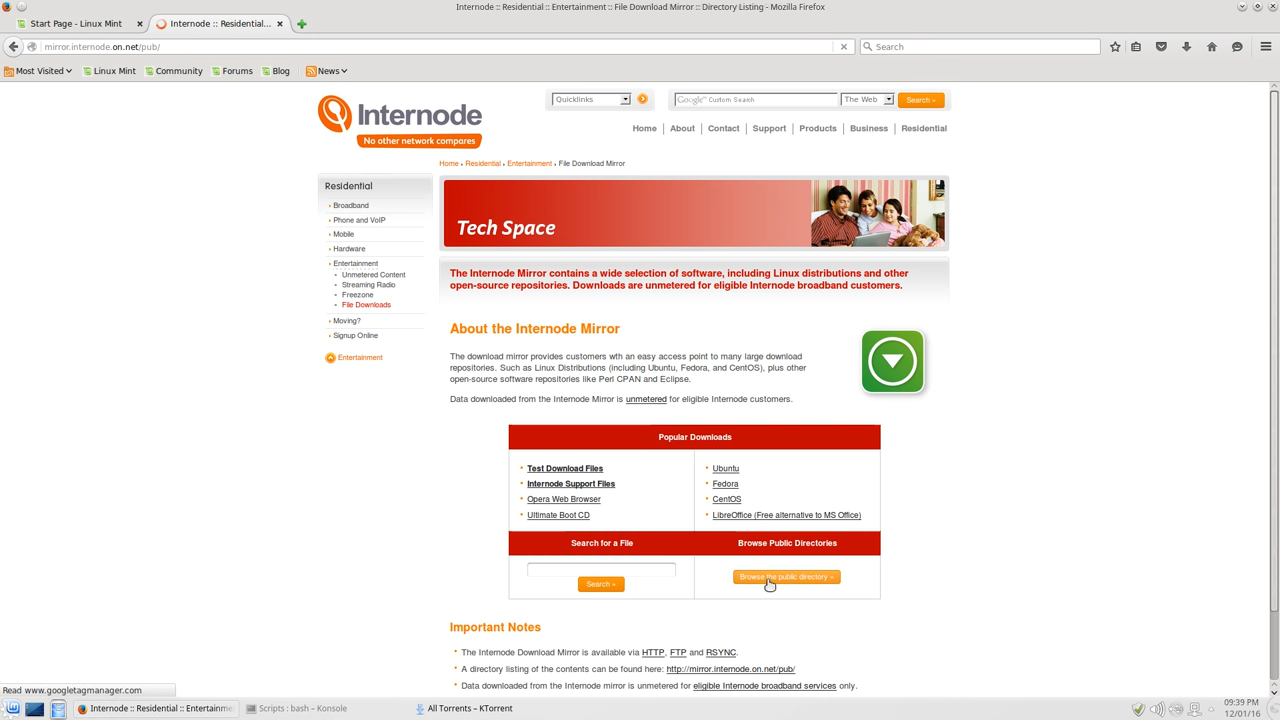 Internode :: Residential :: Entertainment :: File Download Mirror :: Directory Listing - Mozilla Firefox
Start Page - Linux Mint
Internode :: Residential...
mirror.internode.on.net/pub/
Search
Most Visited
Linux Mint
Community
Forums
Blog
News
Internode
No other network compares
Quicklinks
Google™ Custom Search
The Web
Search »
Home
About
Contact
Support
Products
Business
Residential
Home › Residential › Entertainment › File Download Mirror
Residential
Broadband
Phone and VoIP
Mobile
Hardware
Entertainment
Unmetered Content
Streaming Radio
Freezone
File Downloads
Moving?
Signup Online
Entertainment
Tech Space
The Internode Mirror contains a wide selection of software, including Linux distributions and other
open-source repositories. Downloads are unmetered for eligible Internode broadband customers.
About the Internode Mirror
The download mirror provides customers wth an easy access point to many large download
repositories. Such as Linux Distributions (including Ubuntu, Fedora, and CentOS), plus other
open-source software repositories like Perl CPAN and Eclipse.
Data downloaded from the Internode Mirror is unmetered for eligible Internode customers.
Popular Downloads
Test Download Files
Internode Support Files
Opera Web Browser
Ultimate Boot CD
Ubuntu
Fedora
CentOS
LibreOffice (Free alternative to MS Office)
Search for a File
Search »
Browse Public Directories
Browse the public directory »
Important Notes
The Internode Download Mirror is available via HTTP, FTP and RSYNC.
A directory listing of the contents can be found here: http://mirror.internode.on.net/pub/
Data downloaded from the Internode mirror is unmetered for eligible Internode broadband services only.
Read www.googletagmanager.com
Internode :: Residential :: Entertainme
Scripts : bash – Konsole
All Torrents – KTorrent
09:39 PM
12/01/16